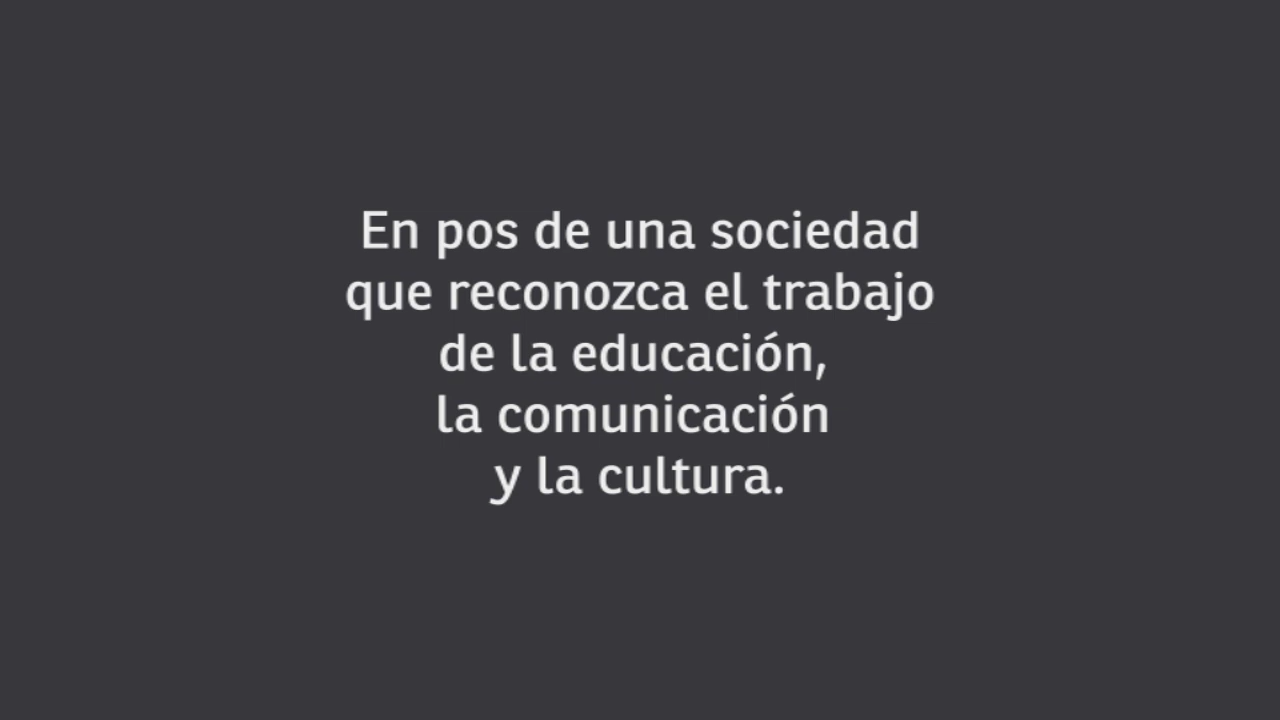 En pos de una sociedad
que reconozca el trabajo
de la educación,
la comunicación
y la cultura.